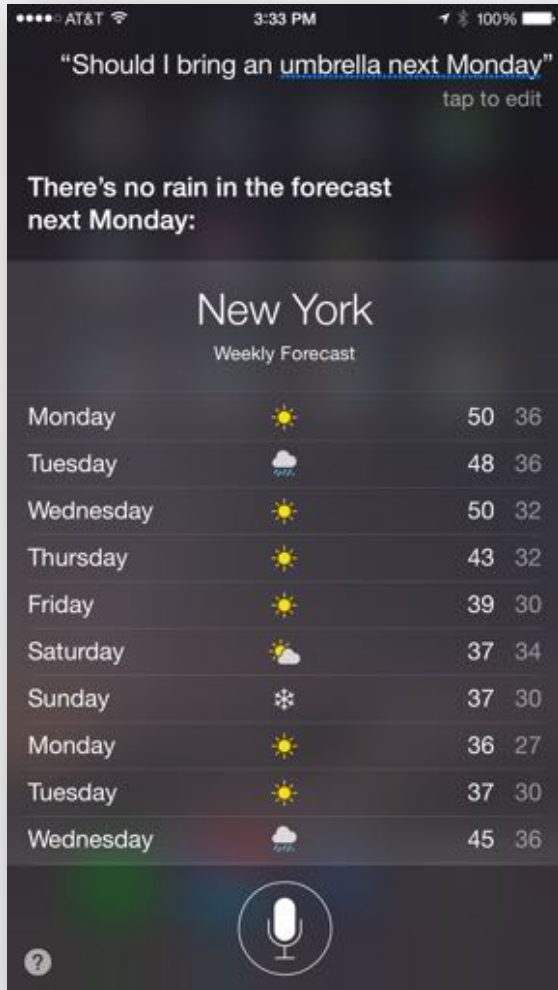 AT&T 3:33 PM 100%
“Should I bring an umbrella next Monday”
tap to edit
There’s no rain in the forecast
next Monday:
New York
Weekly Forecast
Monday 50 36
Tuesday 48 36
Wednesday 50 32
Thursday 43 32
Friday 39 30
Saturday 37 34
Sunday 37 30
Monday 36 27
Tuesday 37 30
Wednesday 45 36
?